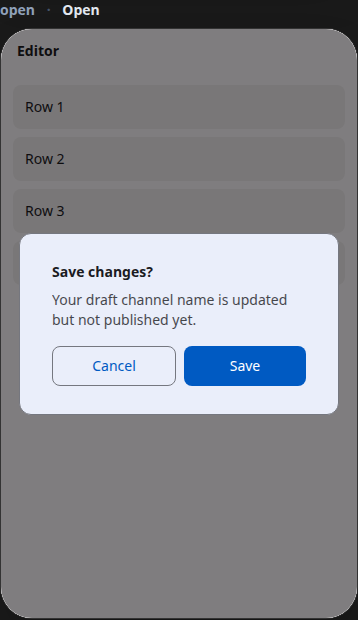 open · Open
Editor
Row 1
Row 2
Row 3
Save changes?
Your draft channel name is updated
but not published yet.
Cancel
Save